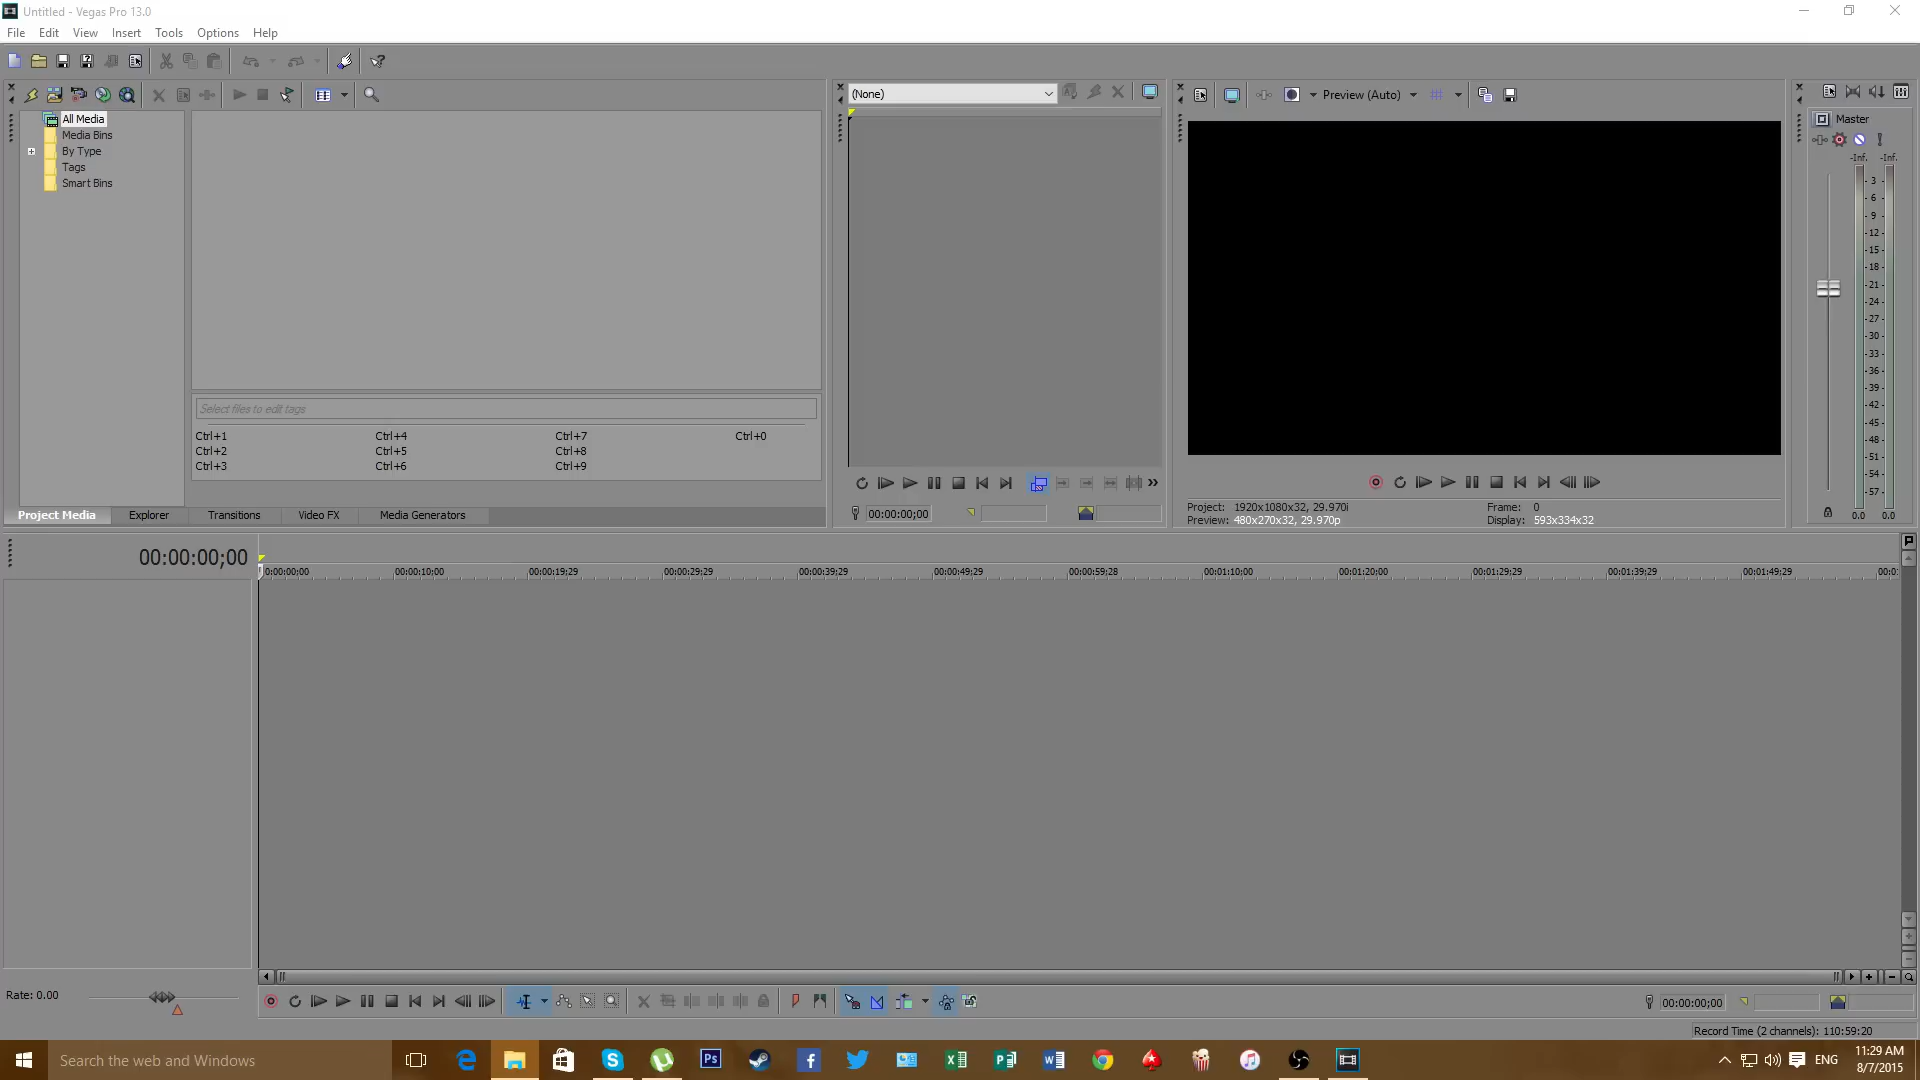 Untitled - Vegas Pro 13.0
File Edit View Insert Tools Options Help
(None)
Preview (Auto)
All Media
Media Bins
By Type
Tags
Smart Bins
Master
-Inf. -Inf.
3
6
9
12
15
18
21
24
27
30
33
36
39
42
45
48
51
54
57
0.0 0.0
Select files to edit tags
Ctrl+1 Ctrl+4 Ctrl+7 Ctrl+0
Ctrl+2 Ctrl+5 Ctrl+8
Ctrl+3 Ctrl+6 Ctrl+9
00:00:00;00
Project: 1920x1080x32, 29.970i Frame: 0
Preview: 480x270x32, 29.970p Display: 593x334x32
Project Media Explorer Transitions Video FX Media Generators
00:00:00;00
0:00:00;00 00:00:10;00 00:00:19;29 00:00:29;29 00:00:39;29 00:00:49;29 00:00:59;28 00:01:10;00 00:01:20;00 00:01:29;29 00:01:39;29 00:01:49;29
Rate: 0.00
00:00:00;00
Record Time (2 channels): 110:59:20
Search the web and Windows
Ps
ENG
11:29 AM
8/7/2015